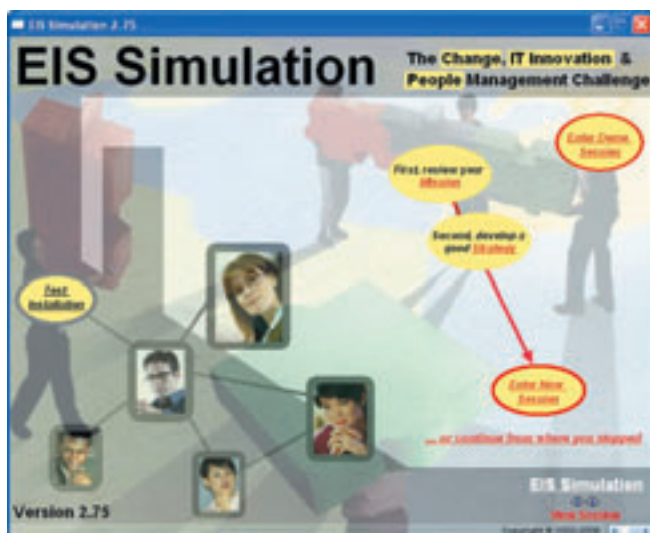 EIS Simulation 2.75
EIS Simulation
The Change, IT Innovation &
People Management Challenge
Enter Demo
Session
First, review your
Mission
Second, develop a
good Strategy
Test
Installation
Enter New
Session
... or continue from where you stopped
EIS Simulation
New Session
Version 2.75
Copyright ©